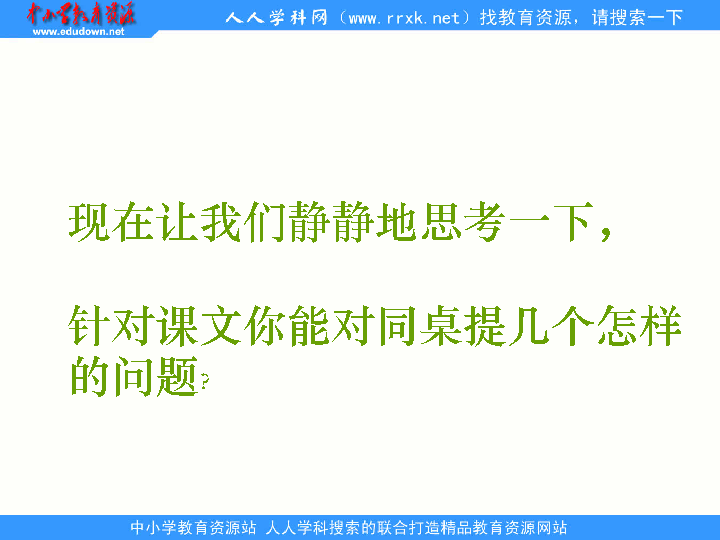 中小学教育资源
www.edudown.net
人人学科网（www.rrxk.net）找教育资源，请搜索一下
现在让我们静静地思考一下，
针对课文你能对同桌提几个怎样
的问题?
中小学教育资源站 人人学科搜索的联合打造精品教育资源网站